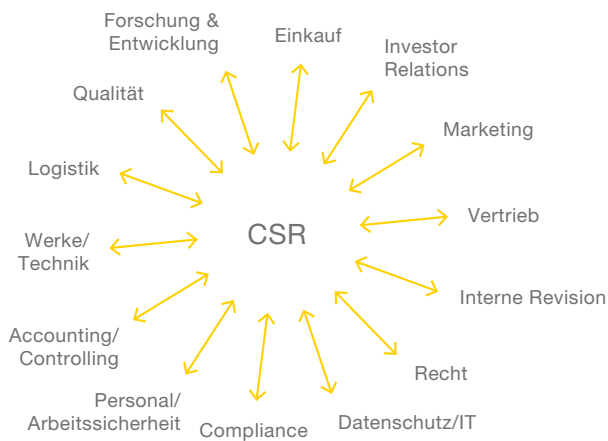 Forschung &
Entwicklung
Einkauf
Investor
Relations
Qualität
Marketing
Logistik
Vertrieb
CSR
Werke/
Technik
Interne Revision
Accounting/
Controlling
Recht
Personal/
Arbeitssicherheit
Compliance
Datenschutz/IT